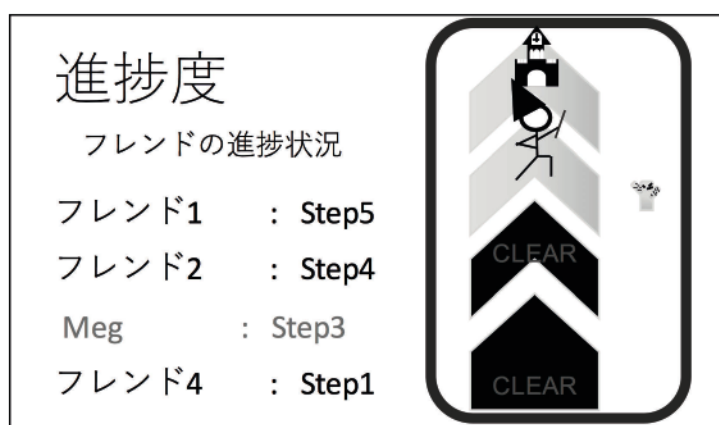 進捗度
フレンドの進捗状況
フレンド1 : Step5
フレンド2 : Step4
Meg : Step3
フレンド4 : Step1
CLEAR
CLEAR